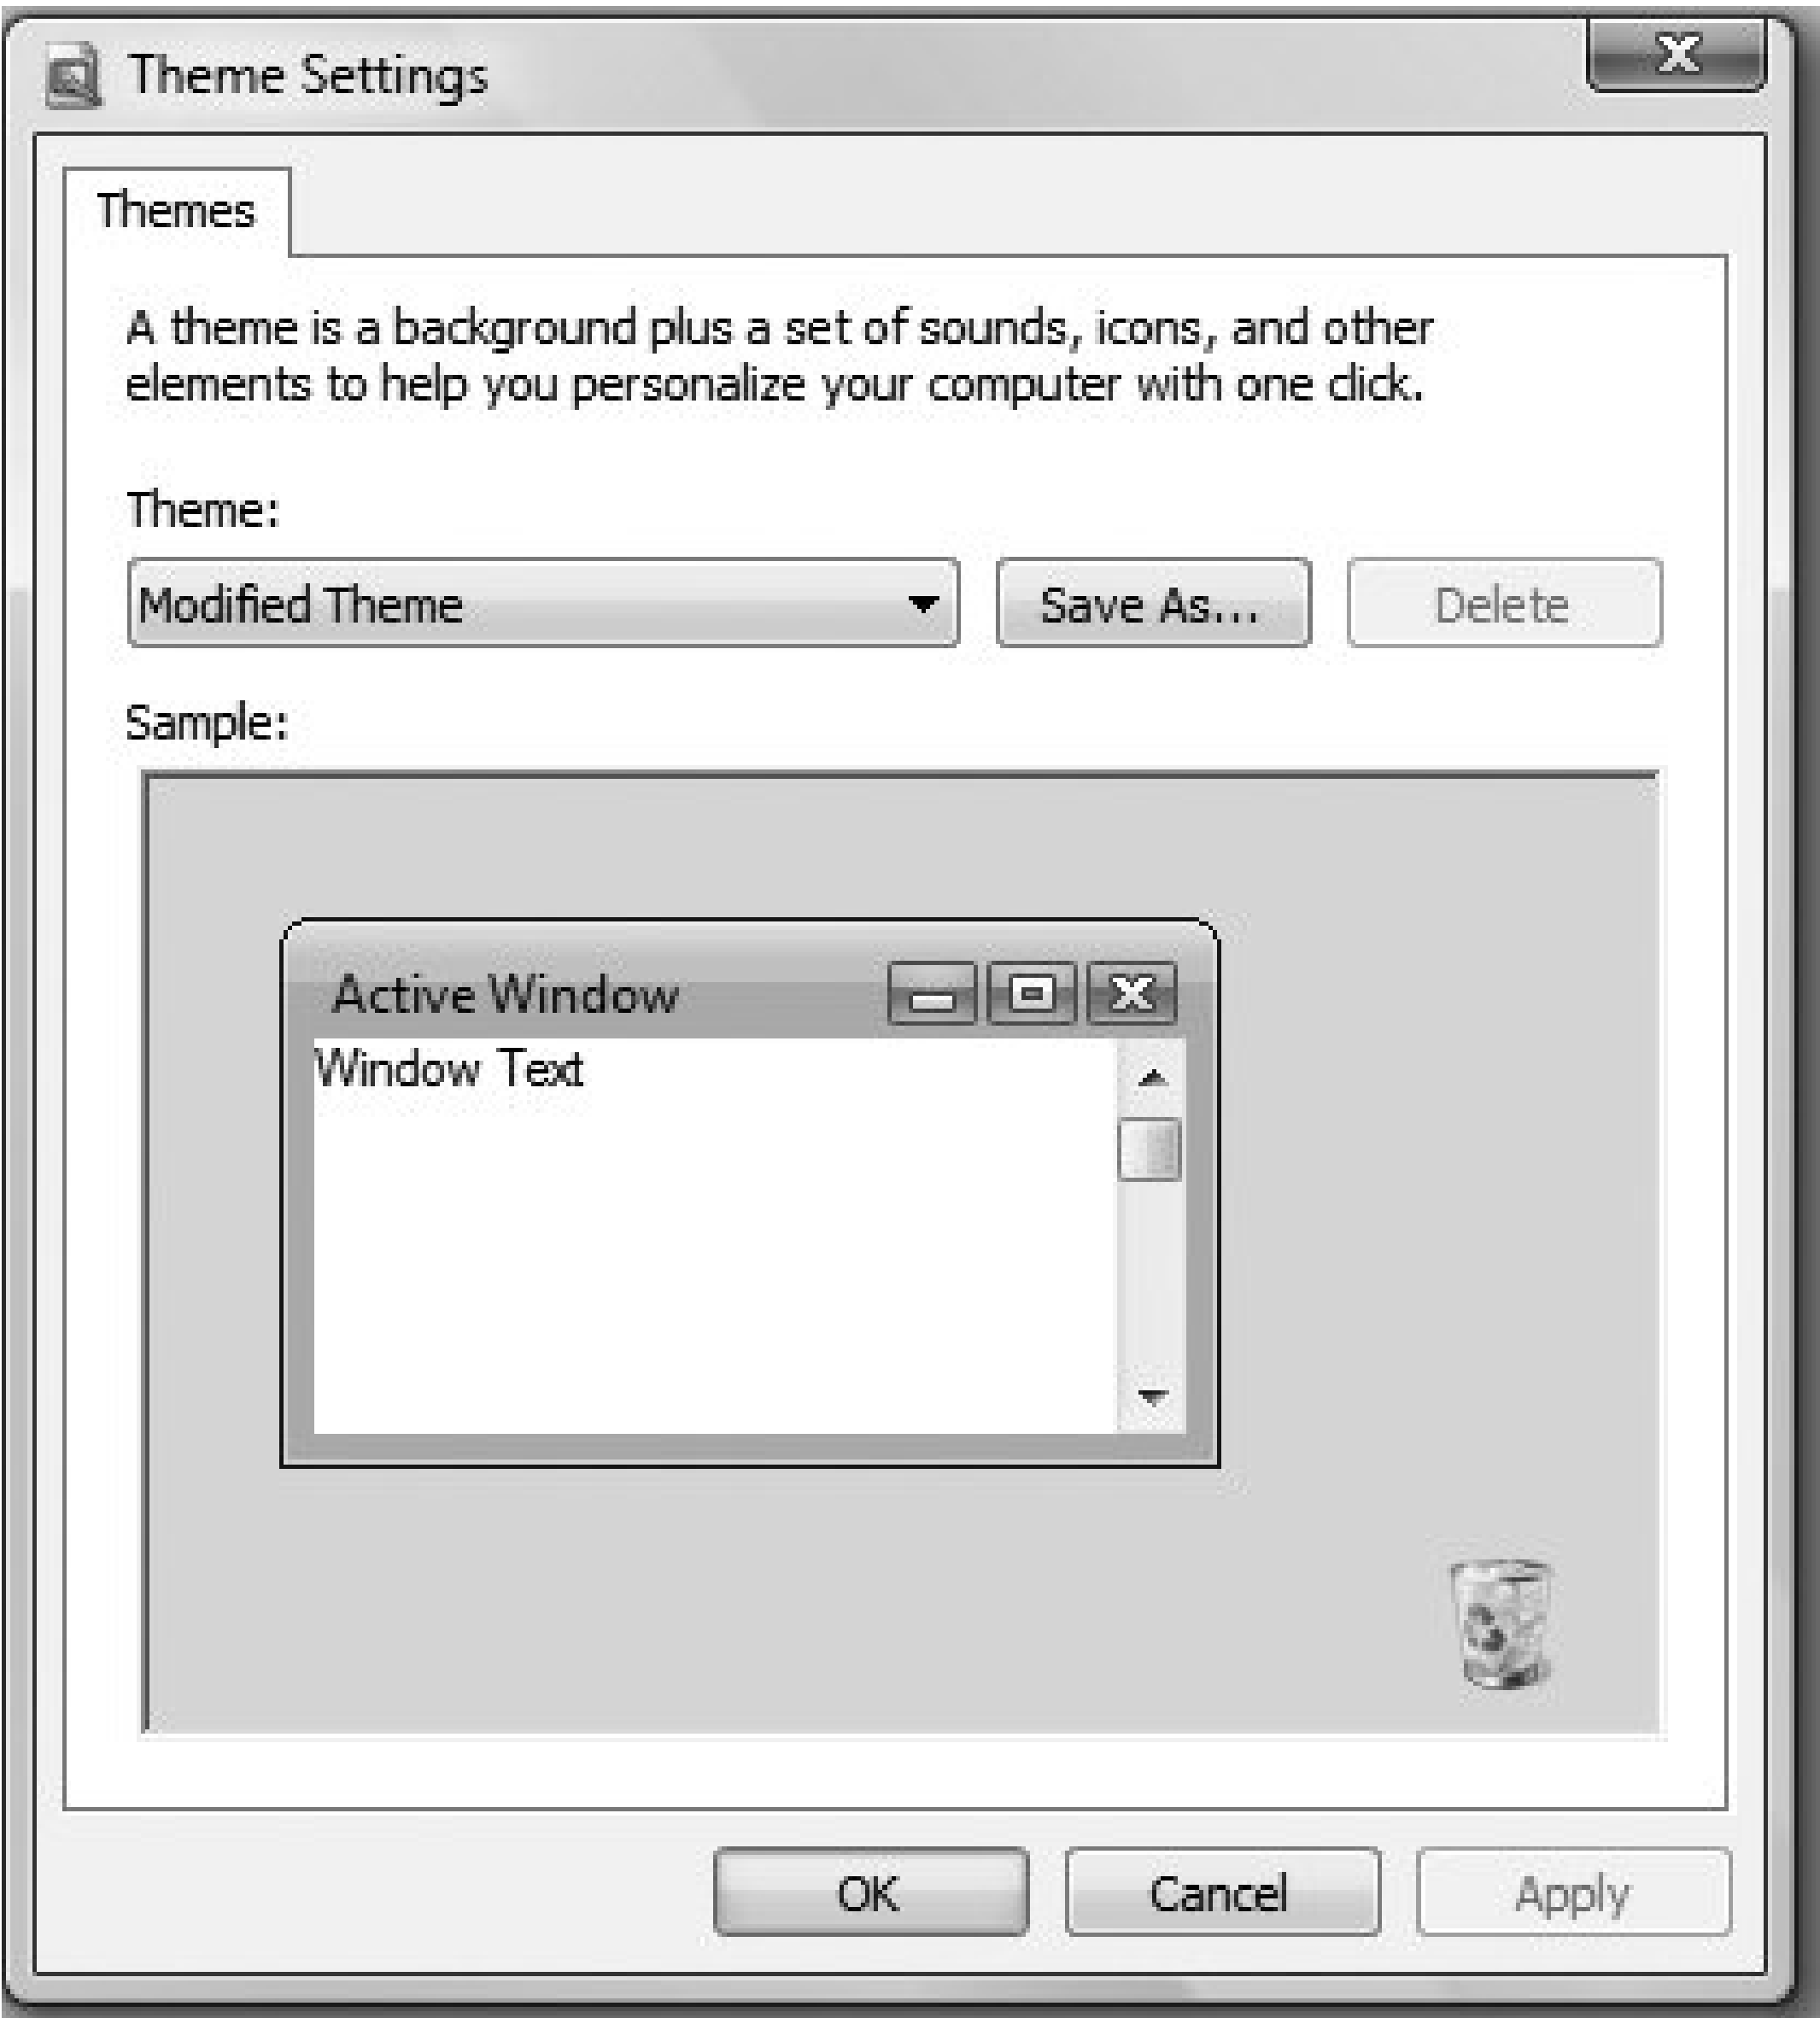 Theme Settings
Themes
A theme is a background plus a set of sounds, icons, and other
elements to help you personalize your computer with one click.
Theme:
Modified Theme
Save As...
Delete
Sample:
Active Window
Window Text
OK
Cancel
Apply